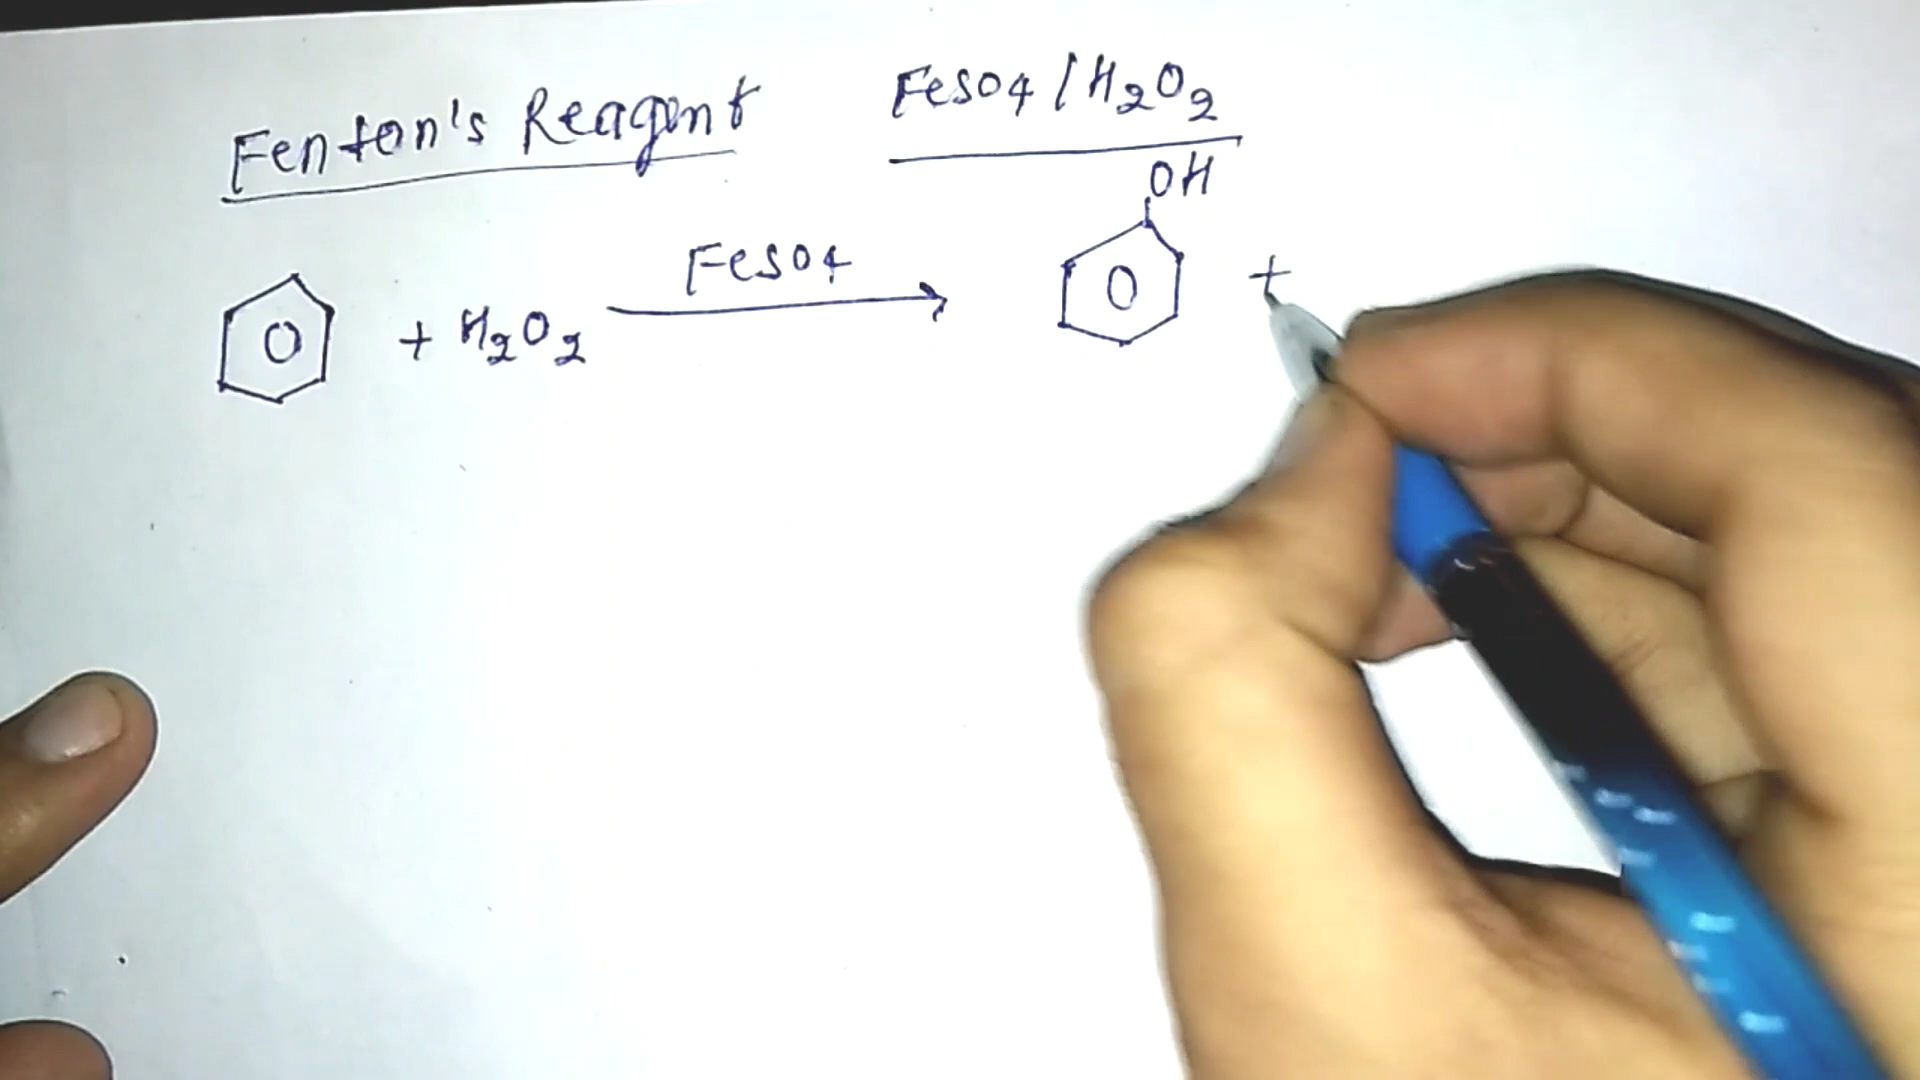 Fenton's Reagent FeSO4 / H2O2
OH
+ H2O2 FeSO4 → +